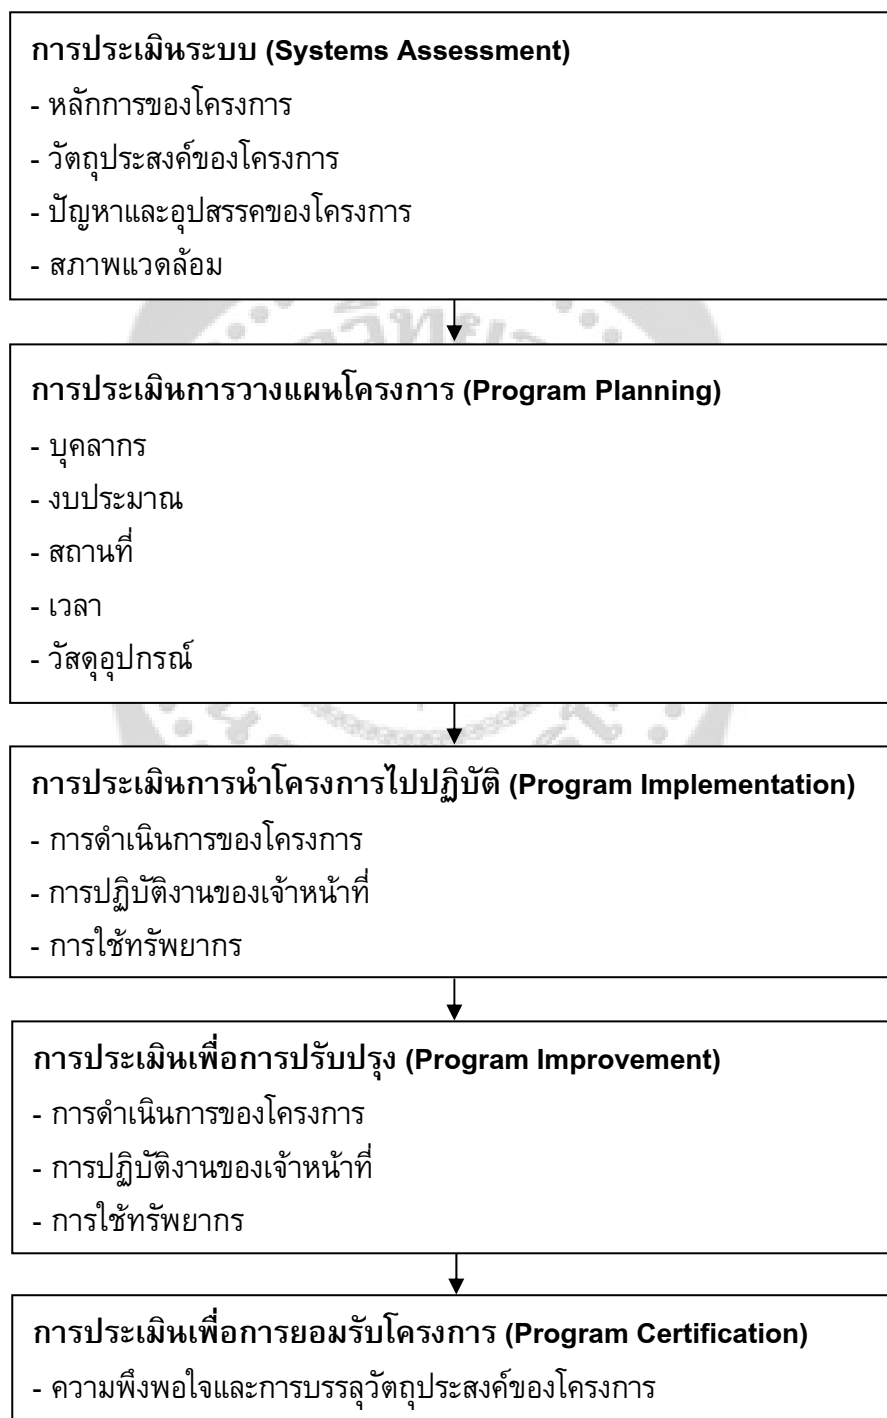 การประเมินระบบ (Systems Assessment)
- หลักการของโครงการ
- วัตถุประสงค์ของโครงการ
- ปัญหาและอุปสรรคของโครงการ
- สภาพแวดล้อม
การประเมินการวางแผนโครงการ (Program Planning)
- บุคลากร
- งบประมาณ
- สถานที่
- เวลา
- วัสดุอุปกรณ์
การประเมินการนำโครงการไปปฏิบัติ (Program Implementation)
- การดำเนินการของโครงการ
- การปฏิบัติงานของเจ้าหน้าที่
- การใช้ทรัพยากร
การประเมินเพื่อการปรับปรุง (Program Improvement)
- การดำเนินการของโครงการ
- การปฏิบัติงานของเจ้าหน้าที่
- การใช้ทรัพยากร
การประเมินเพื่อการยอมรับโครงการ (Program Certification)
- ความพึงพอใจและการบรรลุวัตถุประสงค์ของโครงการ